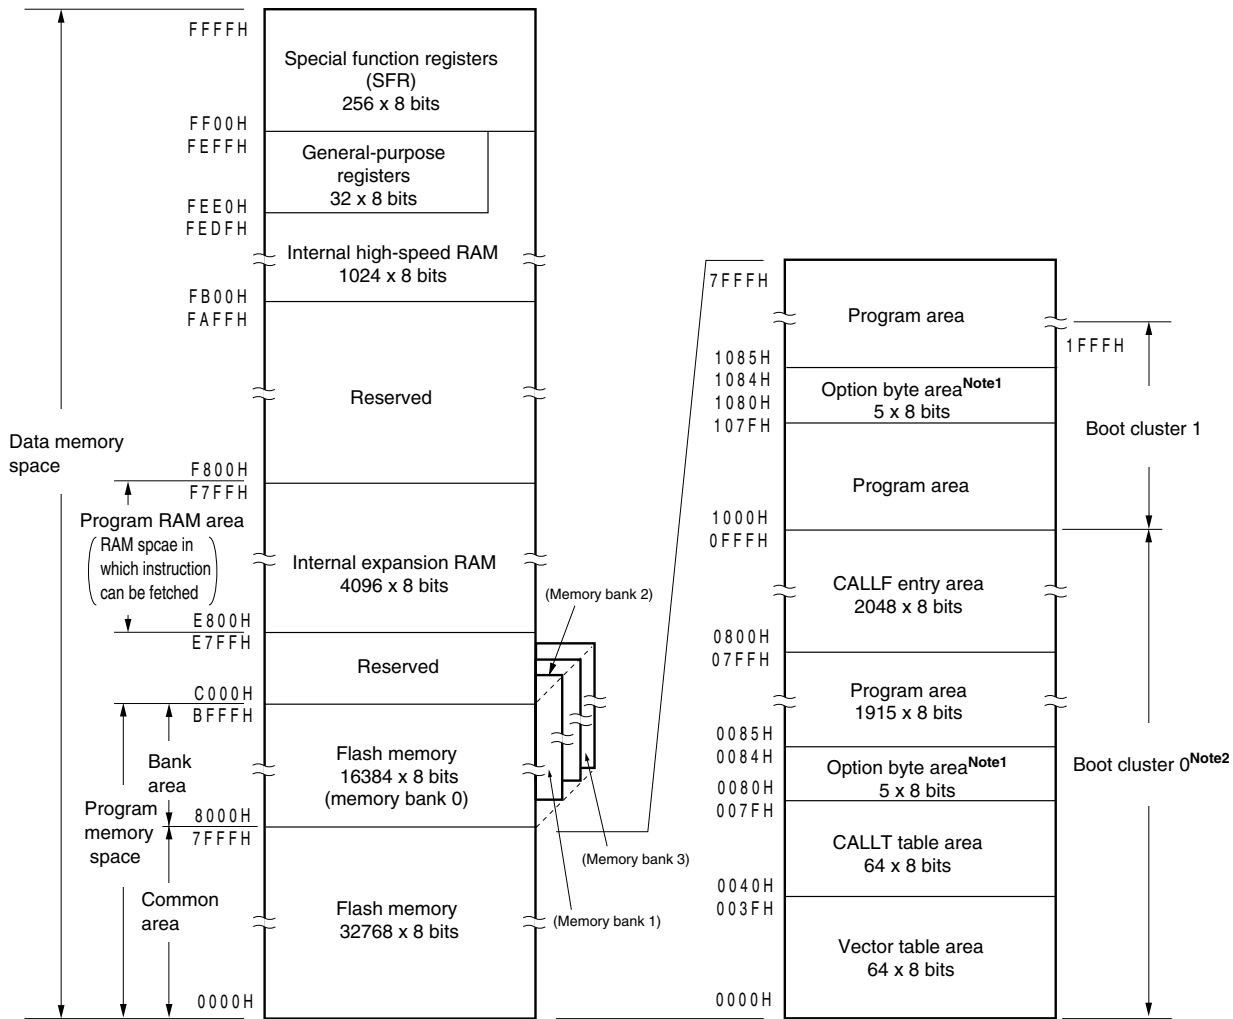 FFFFH
Special function registers
(SFR)
256 x 8 bits
FF00H
FEFFH
General-purpose
registers
32 x 8 bits
FEE0H
FEDFH
Internal high-speed RAM
1024 x 8 bits
FB00H
FAFFH
Reserved
Data memory
space
F800H
F7FFH
Program RAM area
RAM spcae in
which instruction
can be fetched
Internal expansion RAM
4096 x 8 bits
E800H
E7FFH
Reserved
C000H
BFFFH
Bank
area
Flash memory
16384 x 8 bits
(memory bank 0)
Program
memory
space
8000H
7FFFH
Common
area
Flash memory
32768 x 8 bits
0000H
(Memory bank 2)
(Memory bank 3)
(Memory bank 1)
7FFFH
Program area
1FFFH
1085H
1084H
Option byte areaNote1
5 x 8 bits
1080H
107FH
Boot cluster 1
Program area
1000H
0FFFH
CALLF entry area
2048 x 8 bits
0800H
07FFH
Program area
1915 x 8 bits
0085H
0084H
Option byte areaNote1
5 x 8 bits
Boot cluster 0Note2
0080H
007FH
CALLT table area
64 x 8 bits
0040H
003FH
Vector table area
64 x 8 bits
0000H